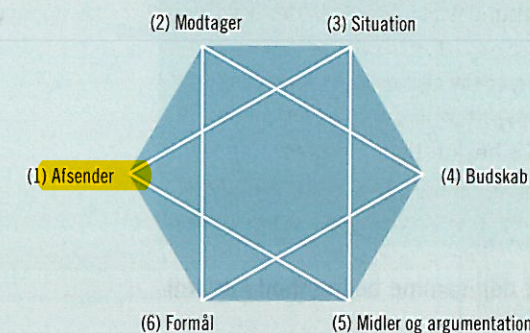 (2) Modtager
(3) Situation
(1) Afsender
(4) Budskab
(6) Formål
(5) Midler og argumentation